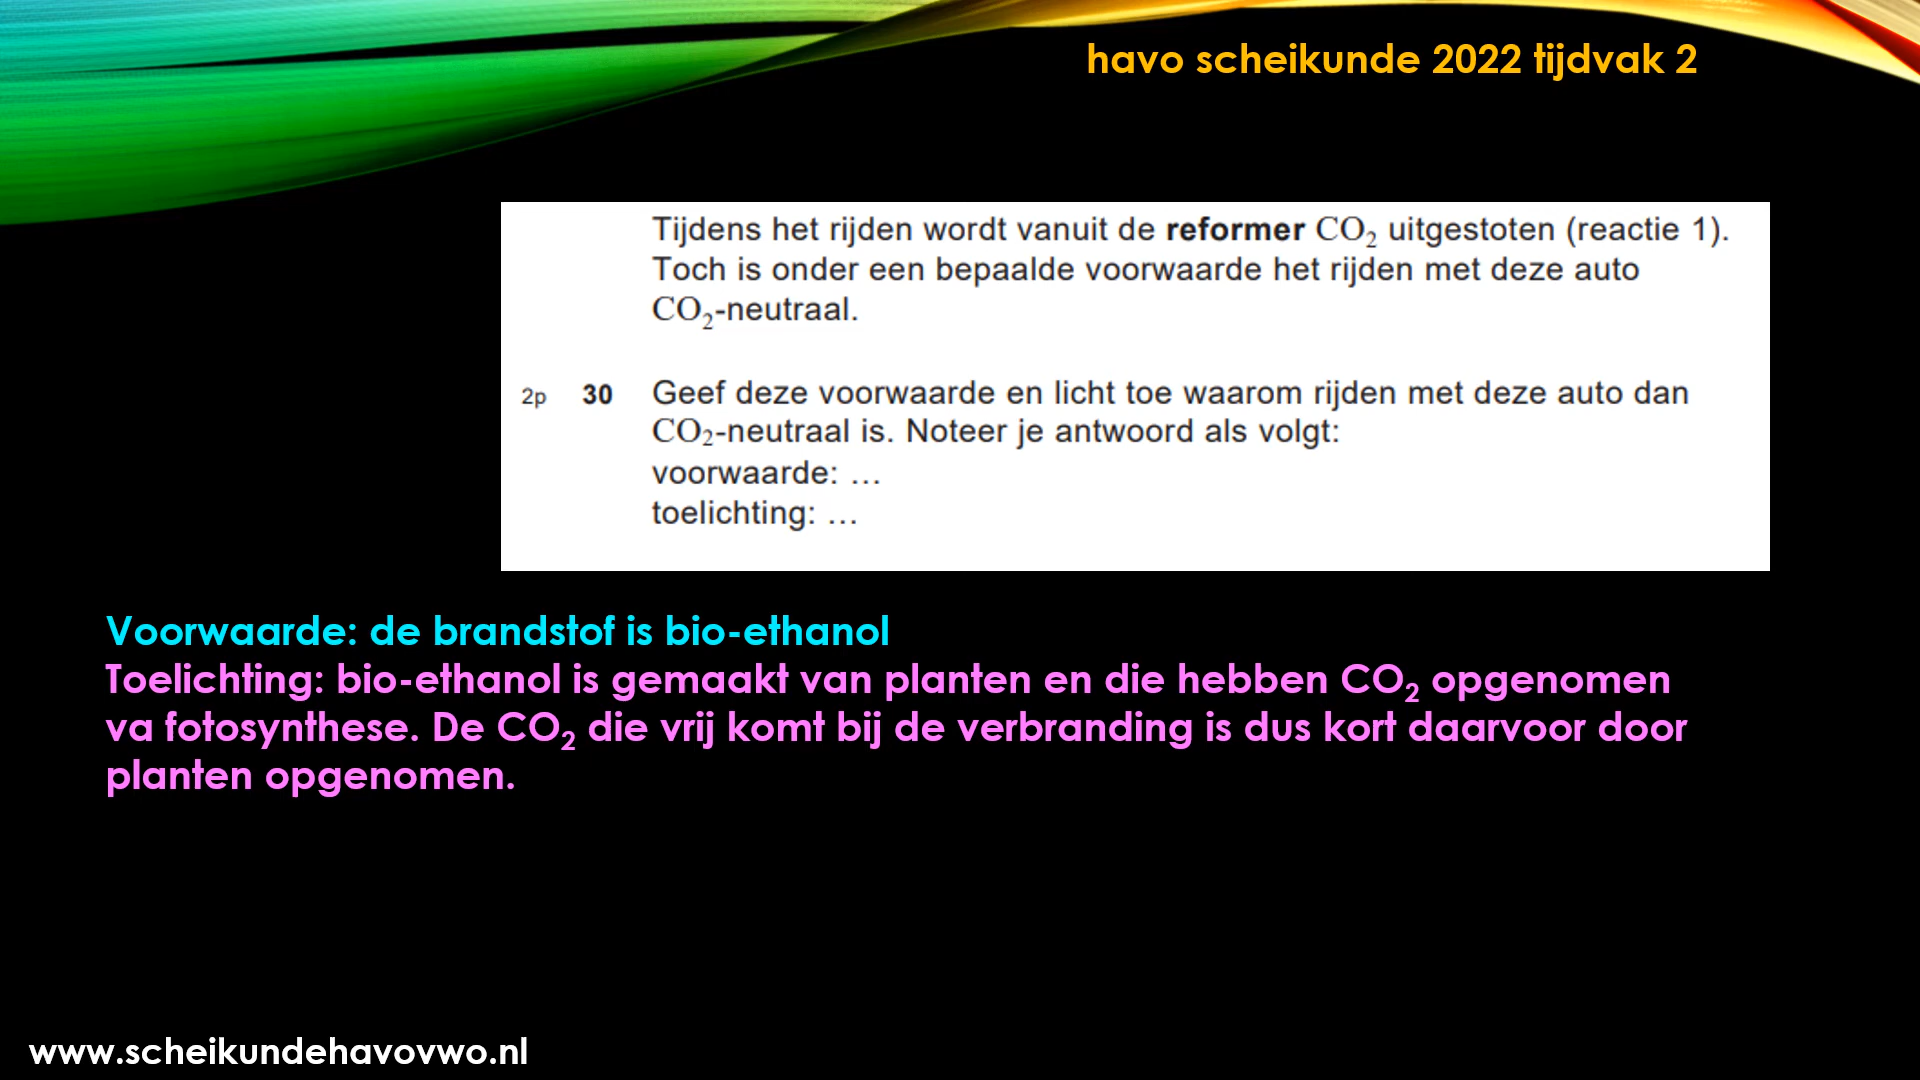 havo scheikunde 2022 tijdvak 2
Tijdens het rijden wordt vanuit de reformer CO₂ uitgestoten (reactie 1).
Toch is onder een bepaalde voorwaarde het rijden met deze auto
CO₂-neutraal.
2p 30 Geef deze voorwaarde en licht toe waarom rijden met deze auto dan
CO₂-neutraal is. Noteer je antwoord als volgt:
voorwaarde: …
toelichting: …
Voorwaarde: de brandstof is bio-ethanol
Toelichting: bio-ethanol is gemaakt van planten en die hebben CO₂ opgenomen
va fotosynthese. De CO₂ die vrij komt bij de verbranding is dus kort daarvoor door
planten opgenomen.
www.scheikundehavovwo.nl